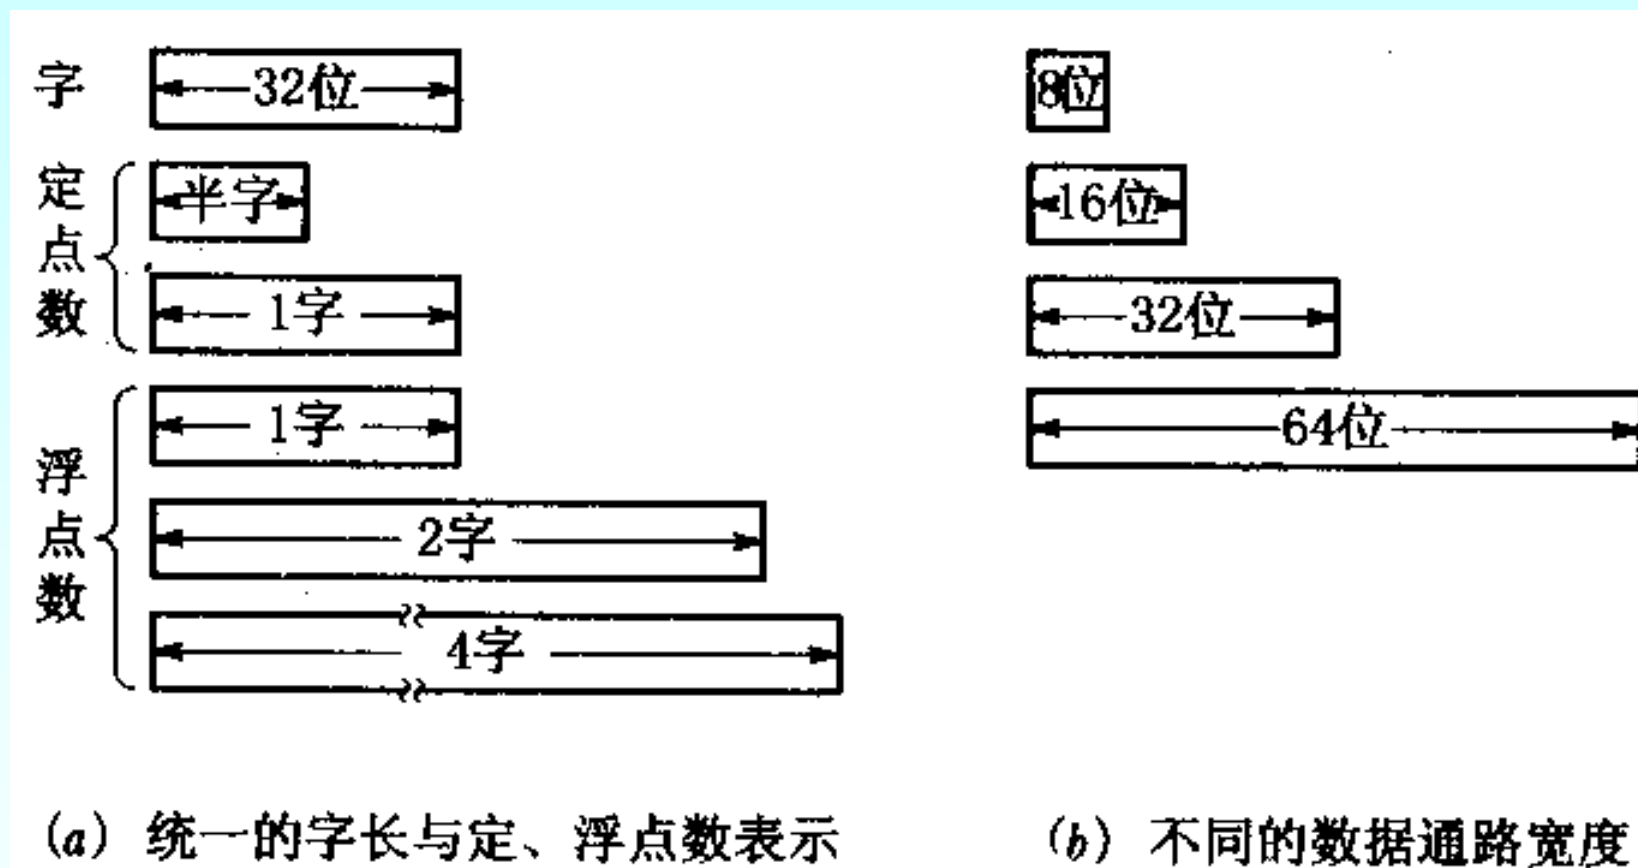 字
32位
8位
定点数
半字
16位
1字
32位
浮点数
1字
64位
2字
4字
(a) 统一的字长与定、浮点数表示
(b) 不同的数据通路宽度